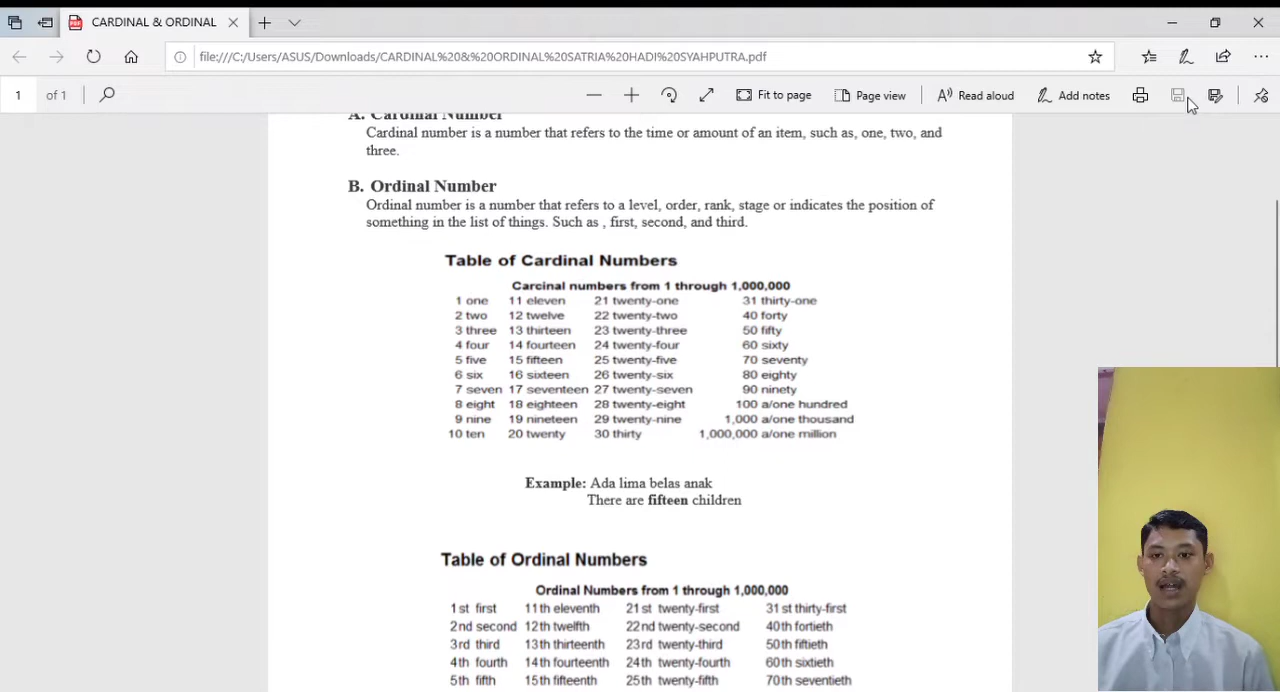 CARDINAL & ORDINAL
file:///C:/Users/ASUS/Downloads/CARDINAL%20&%20ORDINAL%20SATRIA%20HADI%20SYAHPUTRA.pdf
1 of 1 Fit to page Page view Read aloud Add notes
A. Cardinal Number
Cardinal number is a number that refers to the time or amount of an item, such as, one, two, and
three.
B. Ordinal Number
Ordinal number is a number that refers to a level, order, rank, stage or indicates the position of
something in the list of things. Such as , first, second, and third.
Table of Cardinal Numbers
Carcinal numbers from 1 through 1,000,000
1 one 11 eleven 21 twenty-one 31 thirty-one
2 two 12 twelve 22 twenty-two 40 forty
3 three 13 thirteen 23 twenty-three 50 fifty
4 four 14 fourteen 24 twenty-four 60 sixty
5 five 15 fifteen 25 twenty-five 70 seventy
6 six 16 sixteen 26 twenty-six 80 eighty
7 seven 17 seventeen 27 twenty-seven 90 ninety
8 eight 18 eighteen 28 twenty-eight 100 a/one hundred
9 nine 19 nineteen 29 twenty-nine 1,000 a/one thousand
10 ten 20 twenty 30 thirty 1,000,000 a/one million
Example: Ada lima belas anak
There are fifteen children
Table of Ordinal Numbers
Ordinal Numbers from 1 through 1,000,000
1st first 11th eleventh 21st twenty-first 31st thirty-first
2nd second 12th twelfth 22nd twenty-second 40th fortieth
3rd third 13th thirteenth 23rd twenty-third 50th fiftieth
4th fourth 14th fourteenth 24th twenty-fourth 60th sixtieth
5th fifth 15th fifteenth 25th twenty-fifth 70th seventieth